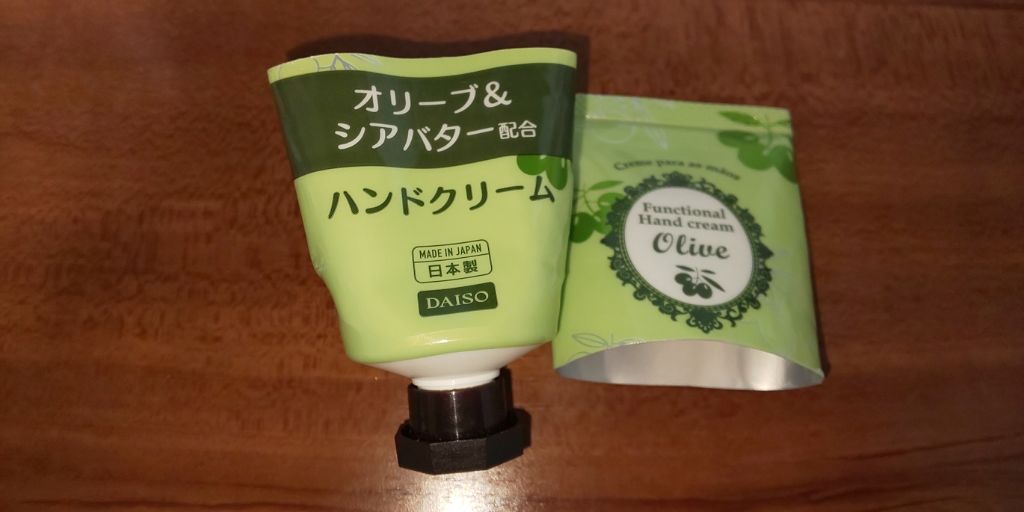 オリーブ&
シアバター配合
ハンドクリーム
MADE IN JAPAN
日本製
DAISO
Creme para as mãos
Functional
Hand cream
Olive